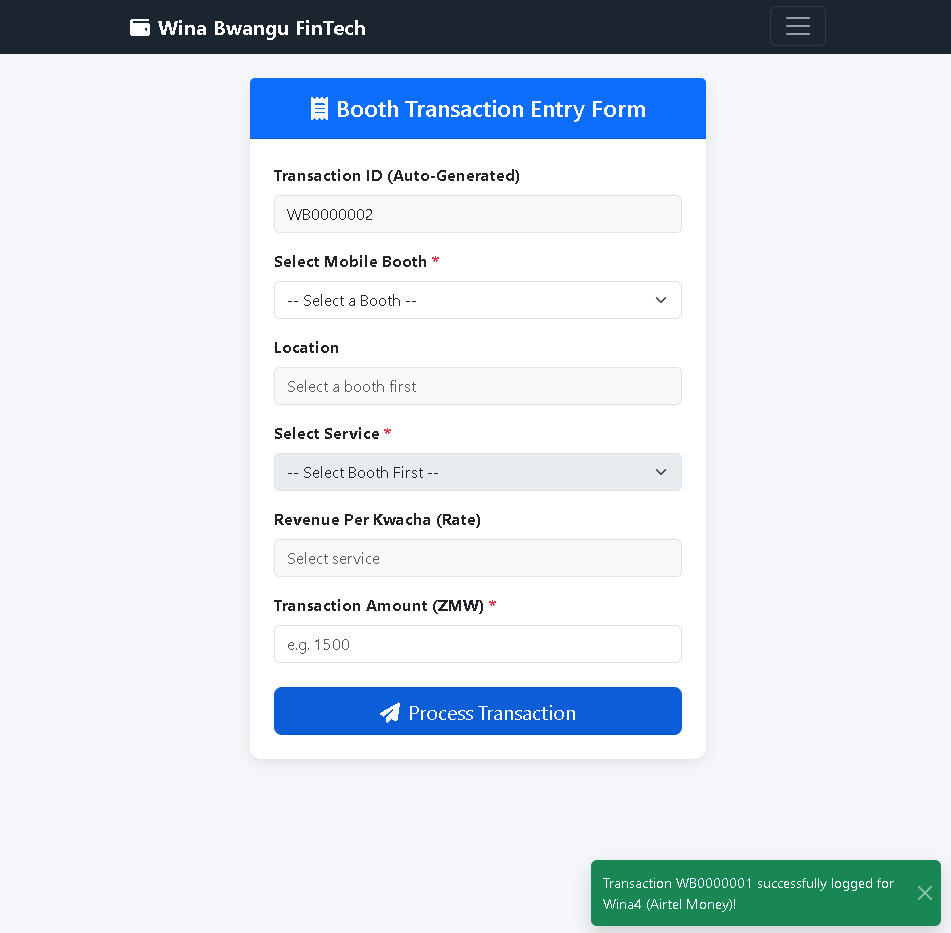 Wina Bwangu FinTech
Booth Transaction Entry Form
Transaction ID (Auto-Generated)
WB0000002
Select Mobile Booth *
-- Select a Booth --
Location
Select a booth first
Select Service *
-- Select Booth First --
Revenue Per Kwacha (Rate)
Select service
Transaction Amount (ZMW) *
e.g. 1500
Process Transaction
Transaction WB0000001 successfully logged for
Wina4 (Airtel Money)!